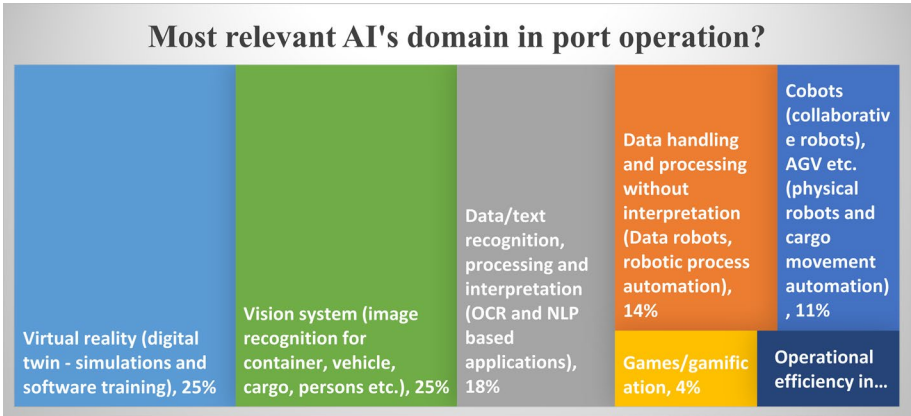 Most relevant AI's domain in port operation?
Virtual reality (digital
twin - simulations and
software training), 25%
Vision system (image
recognition for
container, vehicle,
cargo, persons etc.), 25%
Data/text
recognition,
processing and
interpretation
(OCR and NLP
based
applications),
18%
Data handling
and processing
without
interpretation
(Data robots,
robotic process
automation),
14%
Cobots
(collaborativ
e robots),
AGV etc.
(physical
robots and
cargo
movement
automation)
, 11%
Games/gamific
ation, 4%
Operational
efficiency in...